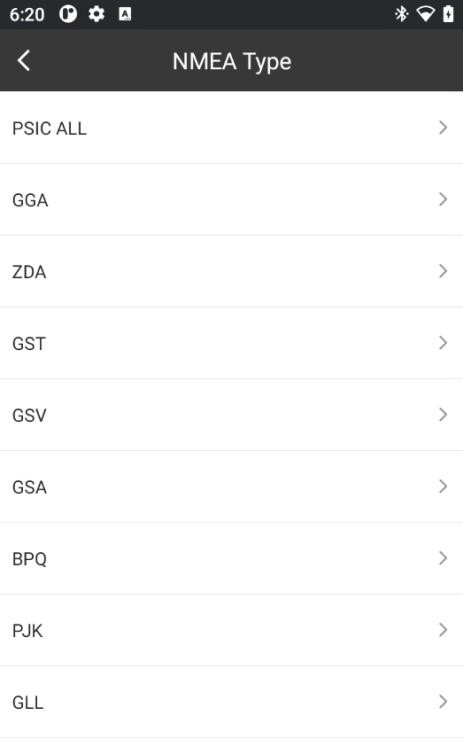 6:20
NMEA Type
PSIC ALL
GGA
ZDA
GST
GSV
GSA
BPQ
PJK
GLL